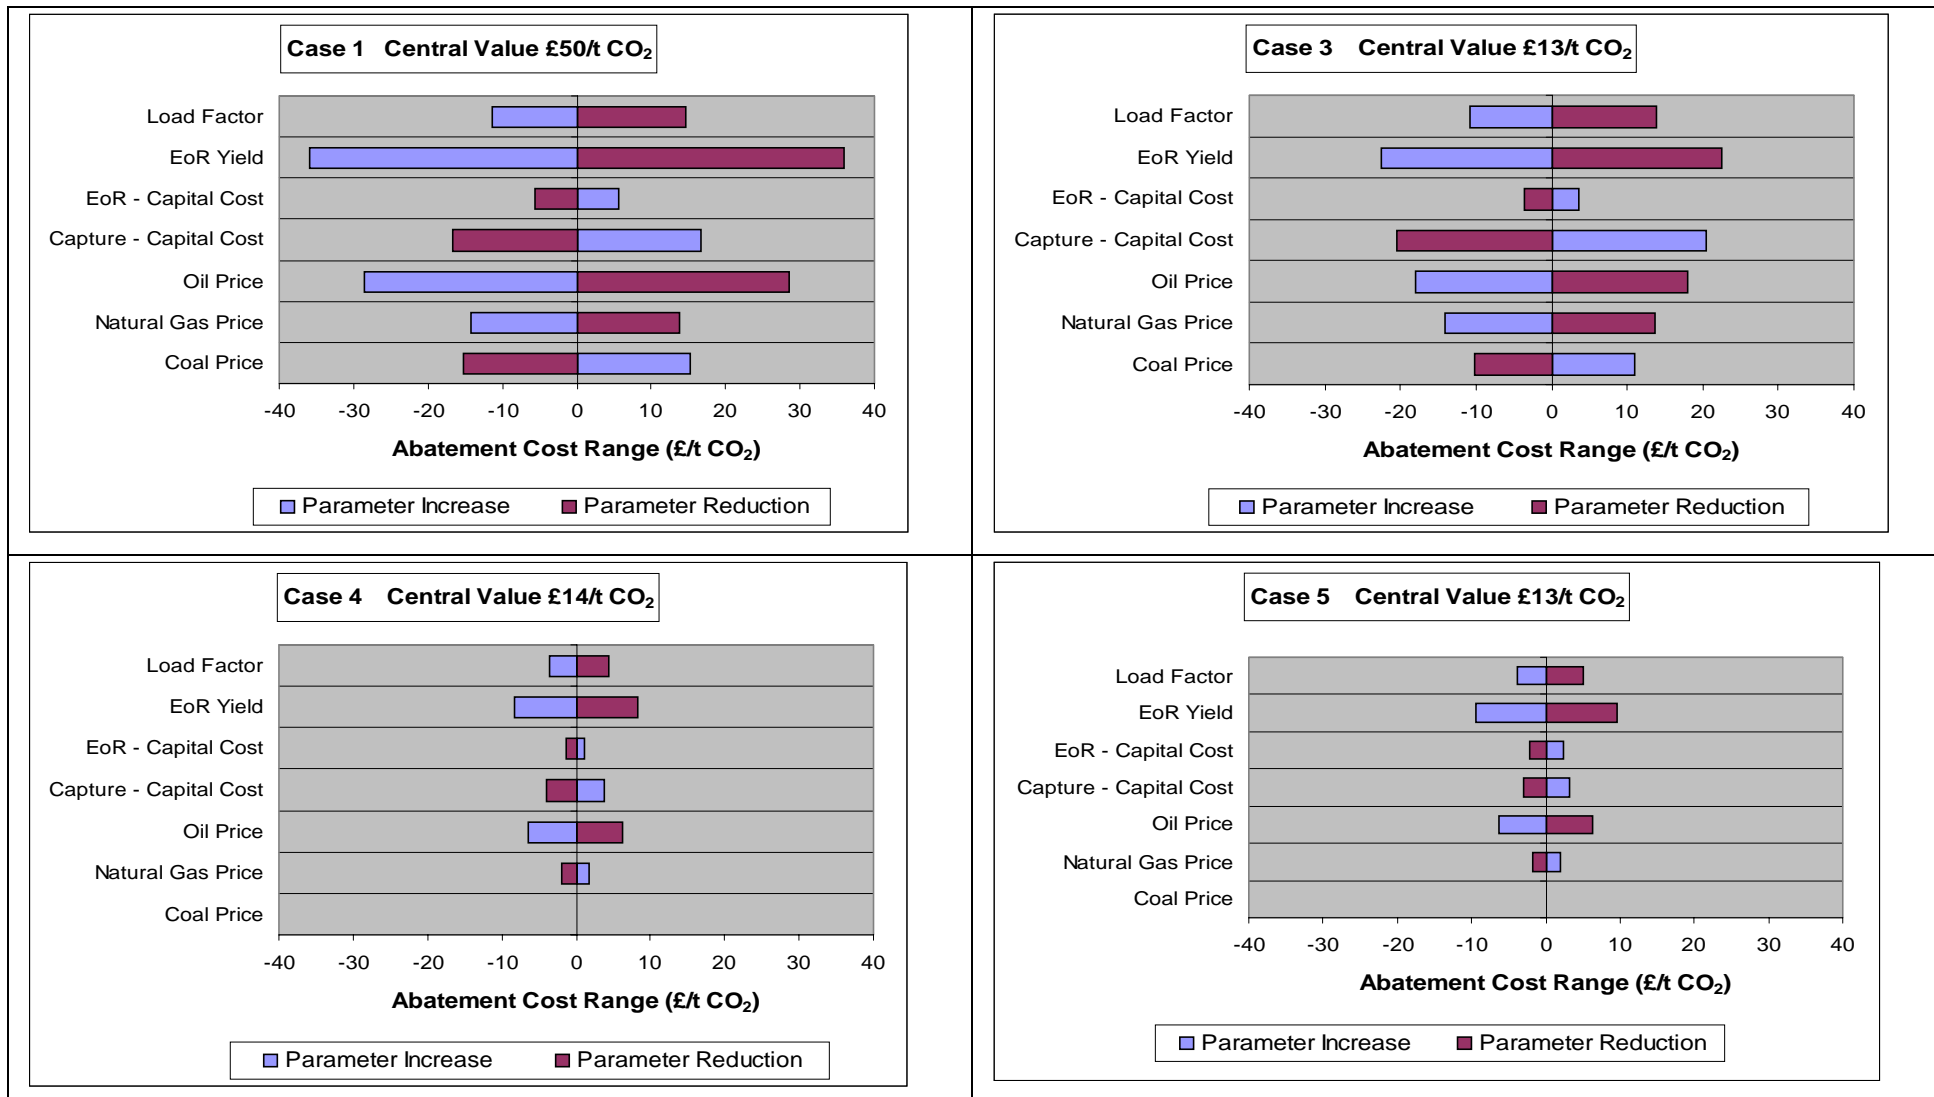 Case 1 Central Value £50/t CO₂
Load Factor
EoR Yield
EoR - Capital Cost
Capture - Capital Cost
Oil Price
Natural Gas Price
Coal Price
-40 -30 -20 -10 0 10 20 30 40
Abatement Cost Range (£/t CO₂)
Parameter Increase Parameter Reduction
Case 3 Central Value £13/t CO₂
Load Factor
EoR Yield
EoR - Capital Cost
Capture - Capital Cost
Oil Price
Natural Gas Price
Coal Price
-40 -30 -20 -10 0 10 20 30 40
Abatement Cost Range (£/t CO₂)
Parameter Increase Parameter Reduction
Case 4 Central Value £14/t CO₂
Load Factor
EoR Yield
EoR - Capital Cost
Capture - Capital Cost
Oil Price
Natural Gas Price
Coal Price
-40 -30 -20 -10 0 10 20 30 40
Abatement Cost Range (£/t CO₂)
Parameter Increase Parameter Reduction
Case 5 Central Value £13/t CO₂
Load Factor
EoR Yield
EoR - Capital Cost
Capture - Capital Cost
Oil Price
Natural Gas Price
Coal Price
-40 -30 -20 -10 0 10 20 30 40
Abatement Cost Range (£/t CO₂)
Parameter Increase Parameter Reduction